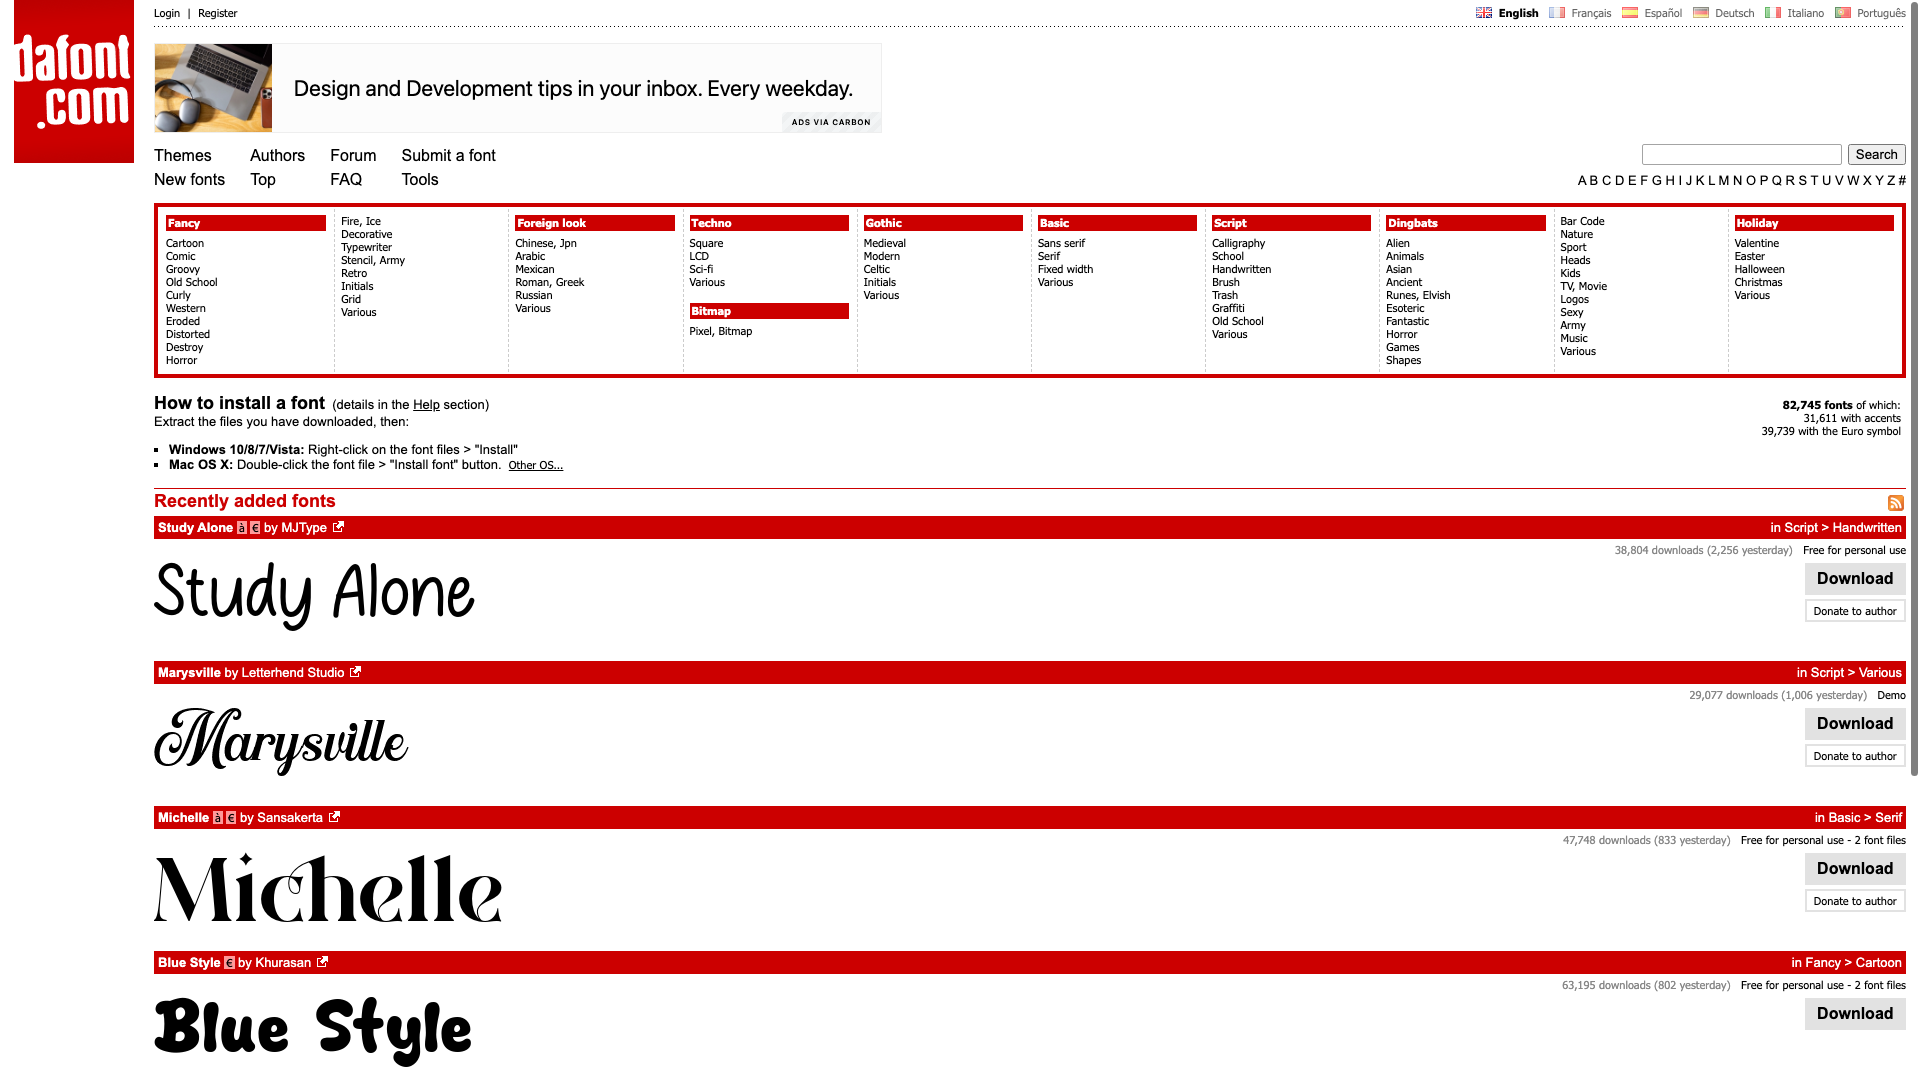 dafont
.com
Login | Register
English Français Español Deutsch Italiano Português
Design and Development tips in your inbox. Every weekday.
ADS VIA CARBON
Themes Authors Forum Submit a font
New fonts Top FAQ Tools
Search
A B C D E F G H I J K L M N O P Q R S T U V W X Y Z #
Fancy
Cartoon
Comic
Groovy
Old School
Curly
Western
Eroded
Distorted
Destroy
Horror
Fire, Ice
Decorative
Typewriter
Stencil, Army
Retro
Initials
Grid
Various
Foreign look
Chinese, Jpn
Arabic
Mexican
Roman, Greek
Russian
Various
Techno
Square
LCD
Sci-fi
Various
Bitmap
Pixel, Bitmap
Gothic
Medieval
Modern
Celtic
Initials
Various
Basic
Sans serif
Serif
Fixed width
Various
Script
Calligraphy
School
Handwritten
Brush
Trash
Graffiti
Old School
Various
Dingbats
Alien
Animals
Asian
Ancient
Runes, Elvish
Esoteric
Fantastic
Horror
Games
Shapes
Bar Code
Nature
Sport
Heads
Kids
TV, Movie
Logos
Sexy
Army
Music
Various
Holiday
Valentine
Easter
Halloween
Christmas
Various
How to install a font (details in the Help section)
Extract the files you have downloaded, then:
Windows 10/8/7/Vista: Right-click on the font files > "Install"
Mac OS X: Double-click the font file > "Install font" button. Other OS...
82,745 fonts of which:
31,611 with accents
39,739 with the Euro symbol
Recently added fonts
Study Alone à € by MJType in Script > Handwritten
38,804 downloads (2,256 yesterday) Free for personal use
Study Alone
Download
Donate to author
Marysville by Letterhend Studio in Script > Various
29,077 downloads (1,006 yesterday) Demo
Marysville
Download
Donate to author
Michelle à € by Sansakerta in Basic > Serif
47,748 downloads (833 yesterday) Free for personal use - 2 font files
Michelle
Download
Donate to author
Blue Style € by Khurasan in Fancy > Cartoon
63,195 downloads (802 yesterday) Free for personal use - 2 font files
Blue Style
Download